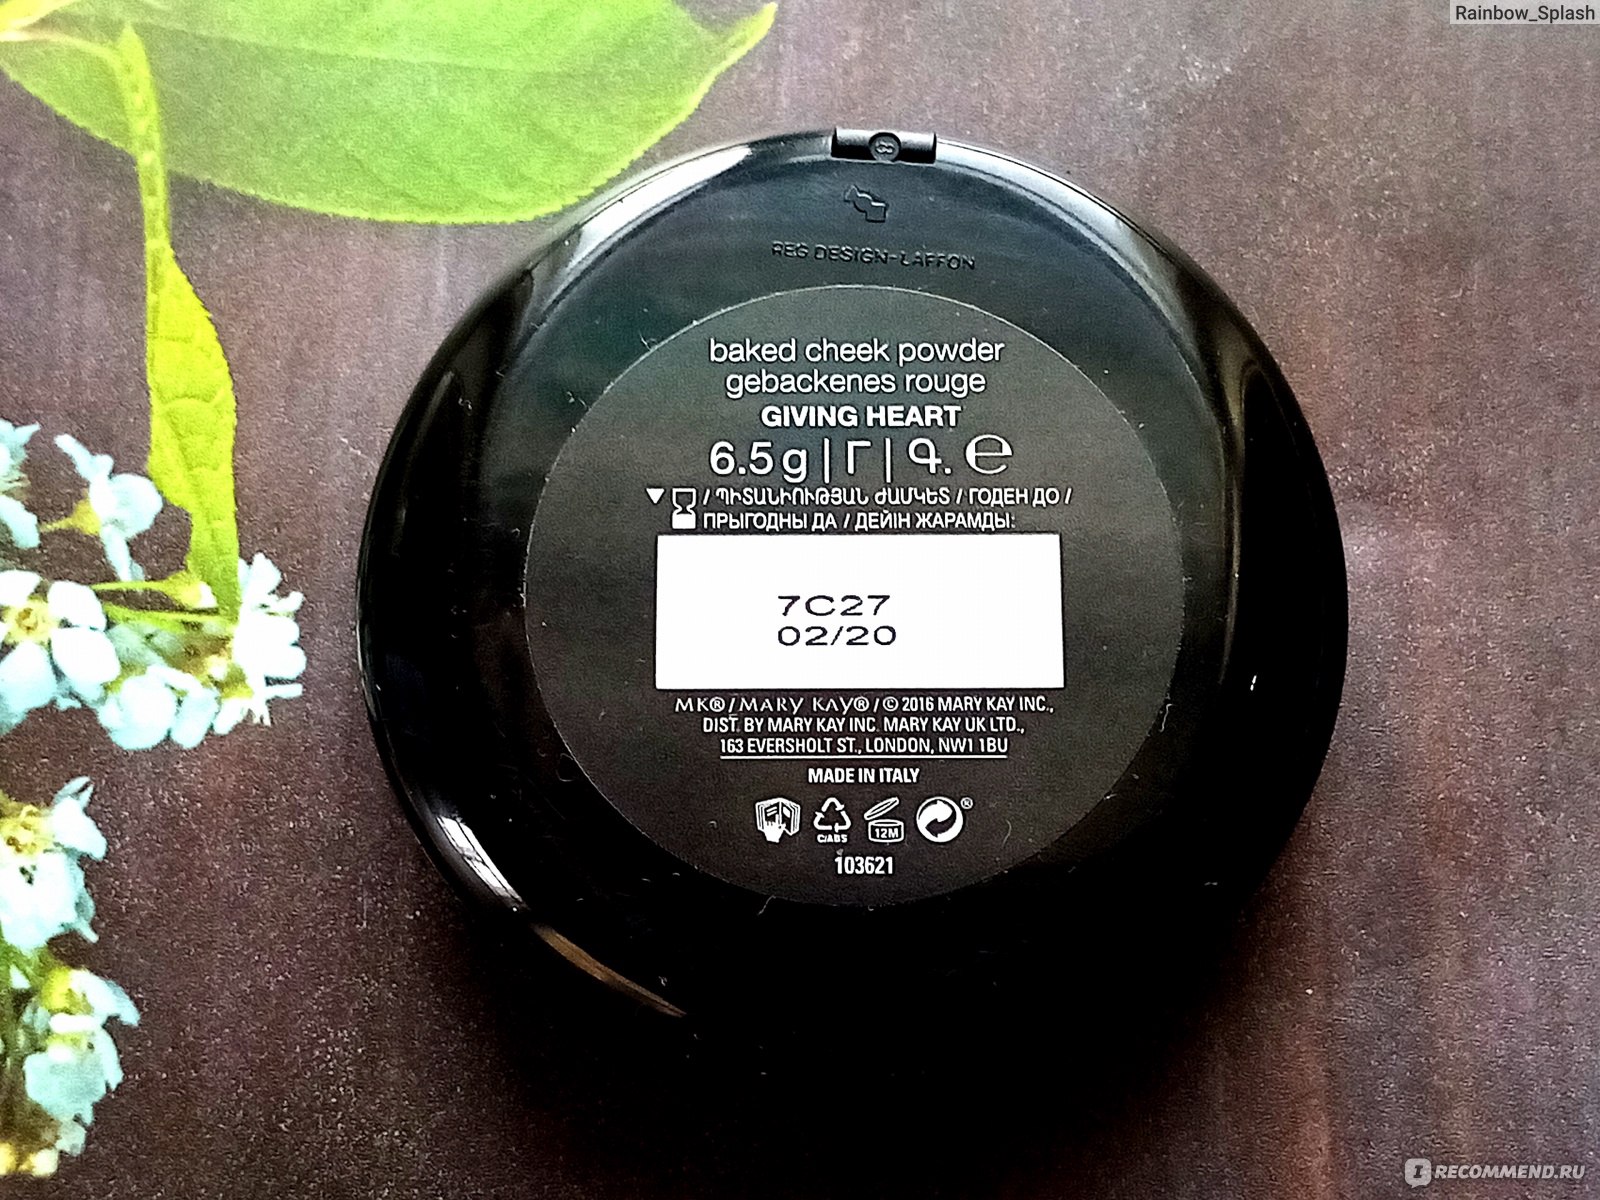 Rainbow_Splash
REG DESIGN-LAFFON
baked cheek powder
gebackenes rouge
GIVING HEART
6.5 g | Г | Գ. ℮
/ ՊԻՏԱՆԻՈՒԹՅԱՆ ԺԱՄԿԵՏ / ГОДЕН ДО /
ПРЫГОДНЫ ДА / ДЕЙІН ЖАРАМДЫ:
7C27
02/20
MK®/MARY KAY®/© 2016 MARY KAY INC.,
DIST. BY MARY KAY INC. MARY KAY UK LTD.,
163 EVERSHOLT ST., LONDON, NW1 1BU
MADE IN ITALY
C/ABS
12M
®
103621
IRECOMMEND.RU